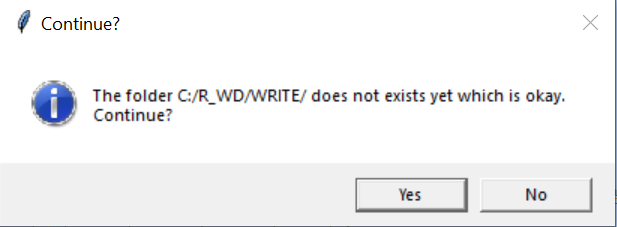 Continue?
The folder C:/R_WD/WRITE/ does not exists yet which is okay.
Continue?
Yes No